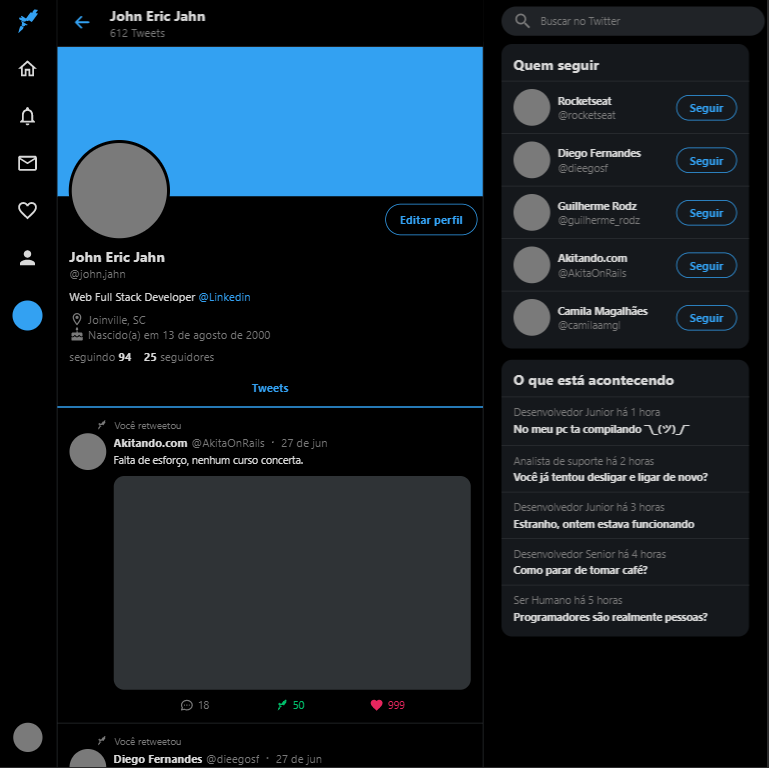 John Eric Jahn
612 Tweets
Editar perfil
John Eric Jahn
@john.jahn
Web Full Stack Developer @Linkedin
Joinville, SC
Nascido(a) em 13 de agosto de 2000
seguindo 94 25 seguidores
Tweets
Você retweetou
Akitando.com @AkitaOnRails · 27 de jun
Falta de esforço, nenhum curso concerta.
18 50 999
Você retweetou
Diego Fernandes @dieegosf · 27 de jun
Buscar no Twitter
Quem seguir
Rocketseat
@rocketseat
Seguir
Diego Fernandes
@dieegosf
Seguir
Guilherme Rodz
@guilherme_rodz
Seguir
Akitando.com
@AkitaOnRails
Seguir
Camila Magalhães
@camilaamgl
Seguir
O que está acontecendo
Desenvolvedor Junior há 1 hora
No meu pc ta compilando ¯\_(ツ)_/¯
Analista de suporte há 2 horas
Você já tentou desligar e ligar de novo?
Desenvolvedor Junior há 3 horas
Estranho, ontem estava funcionando
Desenvolvedor Senior há 4 horas
Como parar de tomar café?
Ser Humano há 5 horas
Programadores são realmente pessoas?